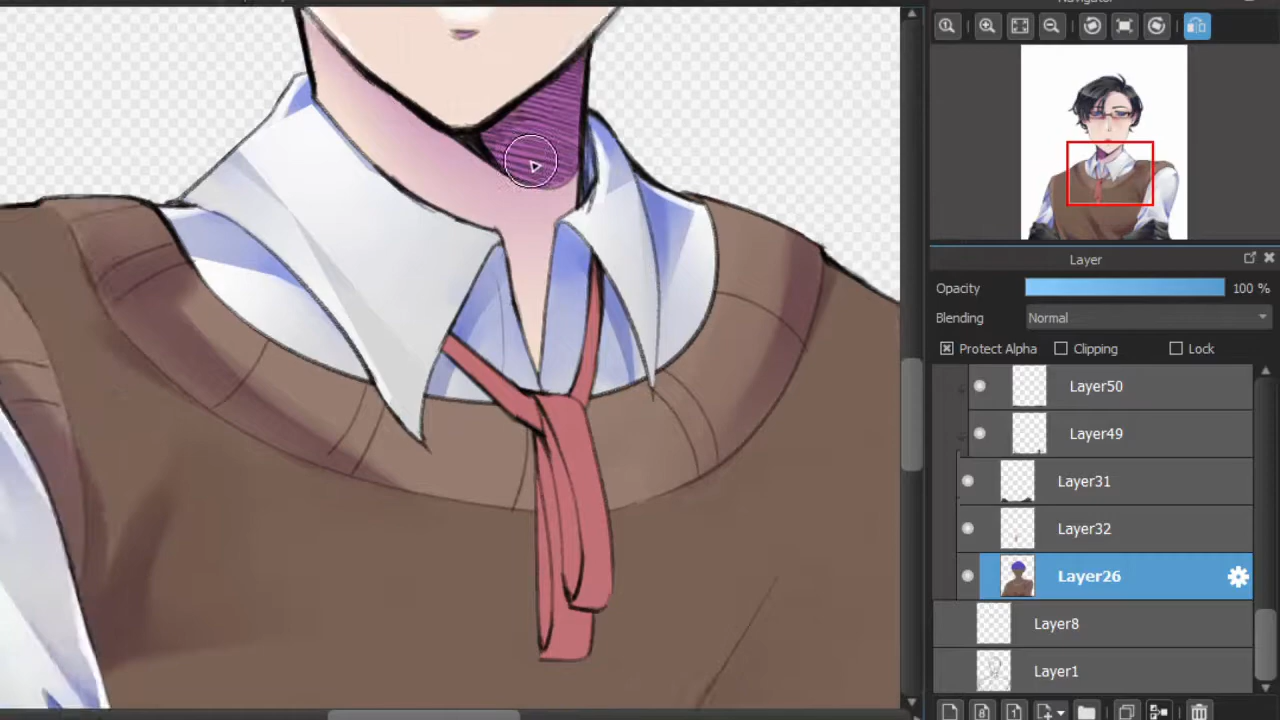 Navigator
Layer
Opacity
100 %
Blending
Normal
Protect Alpha
Clipping
Lock
Layer50
Layer49
Layer31
Layer32
Layer26
Layer8
Layer1